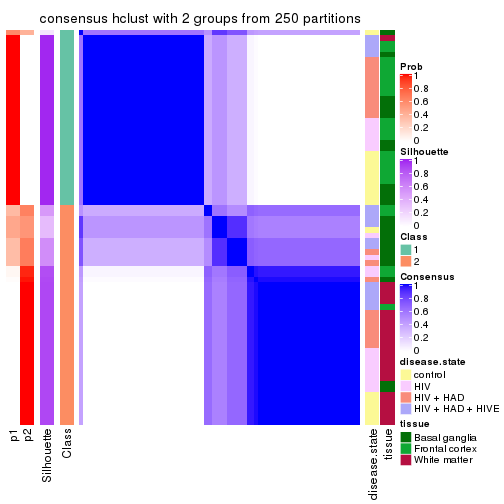 consensus hclust with 2 groups from 250 partitions
Prob
1
0.8
0.6
0.4
0.2
0
Silhouette
1
0.8
0.6
0.4
0.2
0
Class
1
2
Consensus
1
0.8
0.6
0.4
0.2
0
disease.state
control
HIV
HIV + HAD
HIV + HAD + HIVE
tissue
Basal ganglia
Frontal cortex
White matter
p1
p2
Silhouette
Class
disease.state
tissue